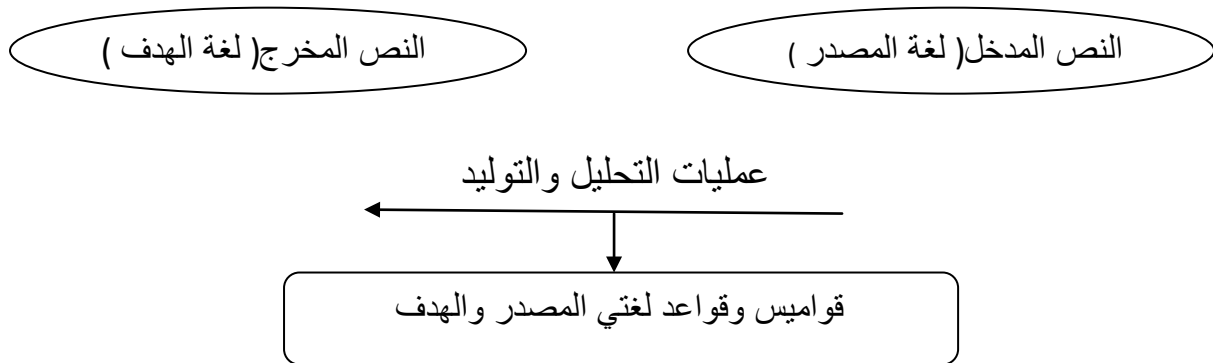 النص المدخل( لغة المصدر )
النص المخرج( لغة الهدف )
عمليات التحليل والتوليد
قواميس وقواعد لغتي المصدر والهدف